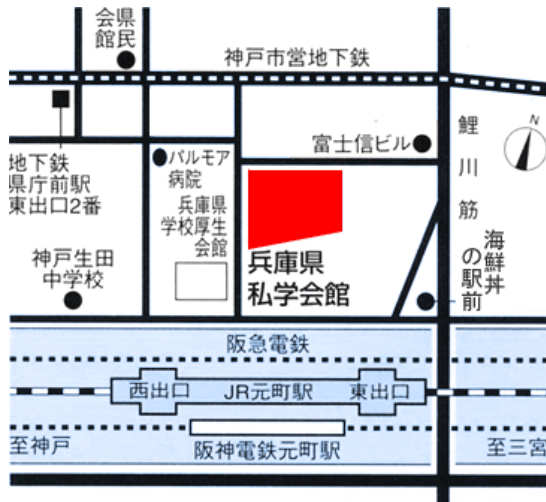 県民
会館
神戸市営地下鉄
富士信ビル
鯉川筋
N
地下鉄
県庁前駅
東出口2番
パルモア
病院
兵庫県
学校厚生
会館
神戸生田
中学校
兵庫県
私学会館
海鮮丼
の駅前
阪急電鉄
西出口
JR元町駅
東出口
至神戸
阪神電鉄元町駅
至三宮